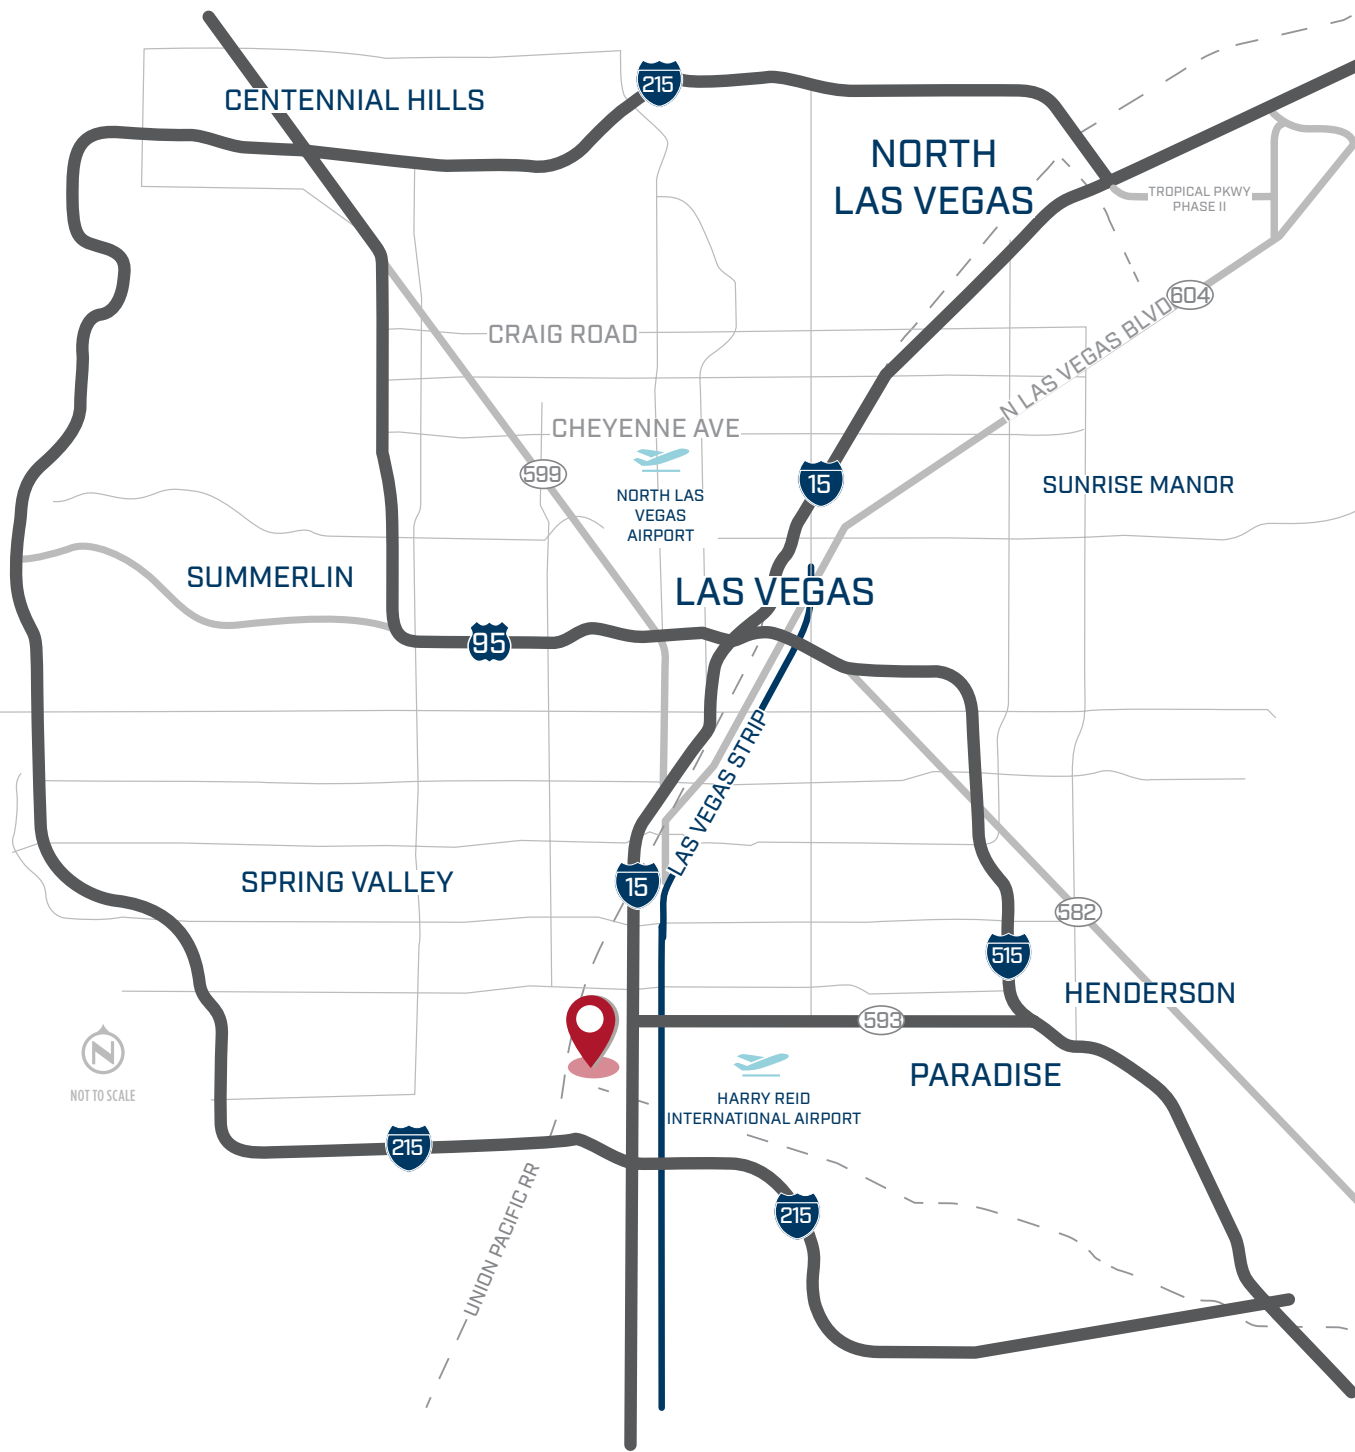 215
CENTENNIAL HILLS
NORTH
LAS VEGAS
TROPICAL PKWY
PHASE II
604
N LAS VEGAS BLVD
CRAIG ROAD
CHEYENNE AVE
599
15
NORTH LAS
VEGAS
AIRPORT
SUNRISE MANOR
SUMMERLIN
LAS VEGAS
95
LAS VEGAS STRIP
SPRING VALLEY
15
582
515
HENDERSON
593
N
NOT TO SCALE
PARADISE
HARRY REID
INTERNATIONAL AIRPORT
215
UNION PACIFIC RR
215